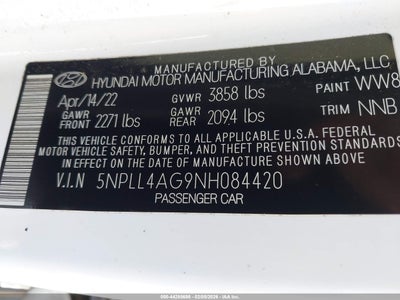 MANUFACTURED BY
HYUNDAI MOTOR MANUFACTURING ALABAMA, LLC.
Apr/14/22 GVWR 3858 lbs PAINT WW8
GAWR FRONT 2271 lbs GAWR REAR 2094 lbs TRIM NNB
THIS VEHICLE CONFORMS TO ALL APPLICABLE U.S.A FEDERAL
MOTOR VEHICLE SAFETY, BUMPER, AND THEFT PREVENTION STANDARDS
IN EFFECT ON THE DATE OF MANUFACTURE SHOWN ABOVE.
V.I.N 5NPLL4AG9NH084420
PASSENGER CAR